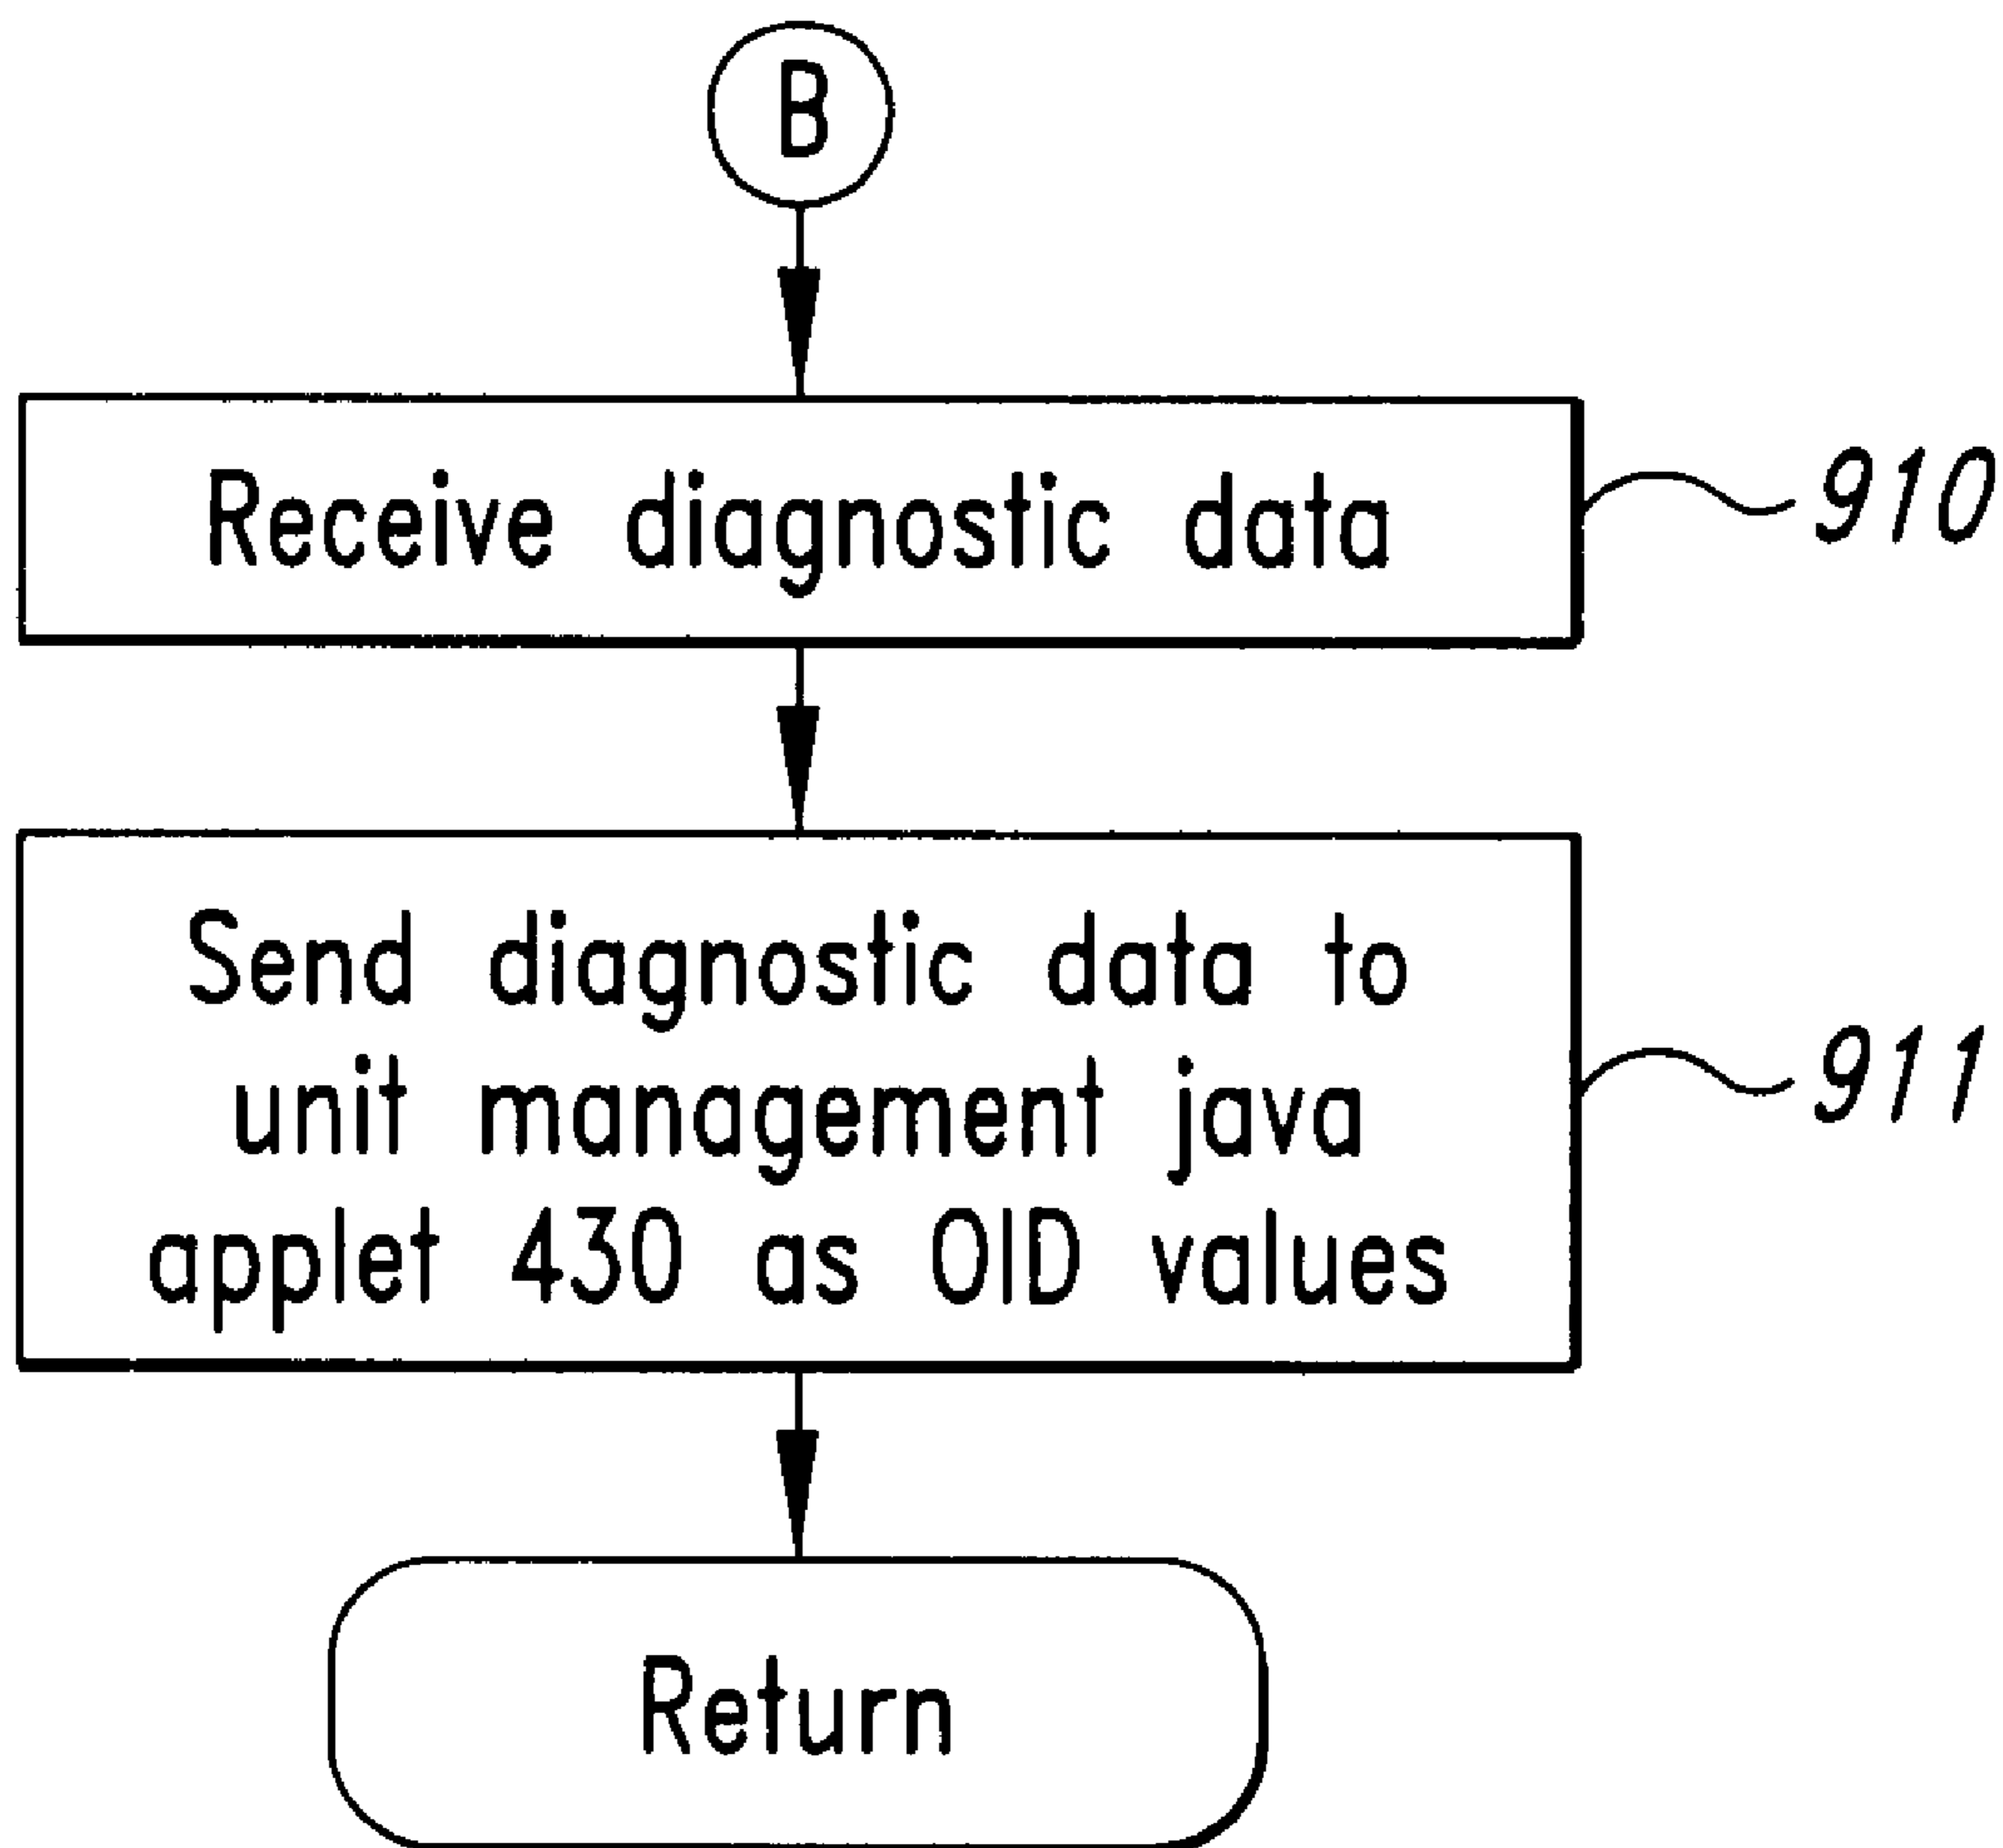 B
Receive diagnostic data
910
Send diagnostic data to
unit management java
applet 430 as OID values
911
Return